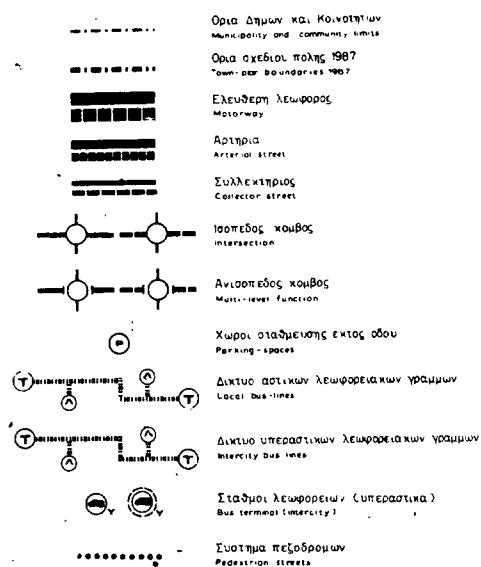 Ορια Δημων και Κοινοτητων
Municipality and community limits
Ορια σχεδιου πολης 1987
Town-plan boundaries 1987
Ελευθερη λεωφορος
Motorway
Αρτηρια
Arterial street
Συλλεκτηριος
Collector street
Ισοπεδος κομβος
Intersection
Ανισοπεδος κομβος
Multi-level function
P
Χωροι σταθμευσης εκτος οδου
Parking-spaces
T Λ Λ T
Δικτυο αστικων λεωφορειακων γραμμων
Local bus-lines
T Λ Λ T
Δικτυο υπεραστικων λεωφορειακων γραμμων
Intercity bus lines
Υ Υ
Σταθμοι λεωφορειων (υπεραστικα)
Bus terminal (intercity)
Συστημα πεζοδρομων
Pedestrian streets